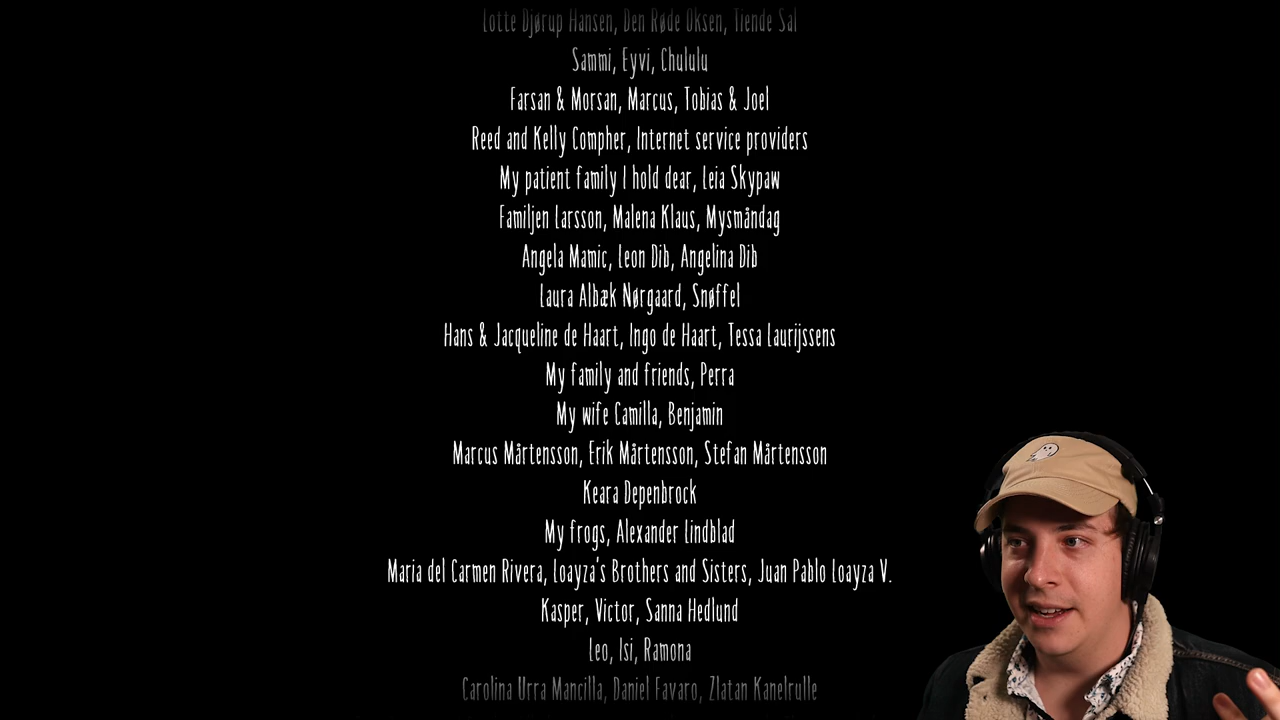 Lotte Djørup Hansen, Den Røde Oksen, Tiende Sal
Sammi, Eyvi, Chululu
Farsan & Morsan, Marcus, Tobias & Joel
Reed and Kelly Compher, Internet service providers
My patient family I hold dear, Leia Skypaw
Familjen Larsson, Malena Klaus, Mysmåndag
Angela Mamic, Leon Dib, Angelina Dib
Laura Albæk Nørgaard, Snøffel
Hans & Jacqueline de Haart, Ingo de Haart, Tessa Laurijssens
My family and friends, Perra
My wife Camilla, Benjamin
Marcus Mårtensson, Erik Mårtensson, Stefan Mårtensson
Keara Depenbrock
My frogs, Alexander Lindblad
Maria del Carmen Rivera, Loayza's Brothers and Sisters, Juan Pablo Loayza V.
Kasper, Victor, Sanna Hedlund
Leo, Isi, Ramona
Carolina Urra Mancilla, Daniel Favaro, Zlatan Kanelrulle